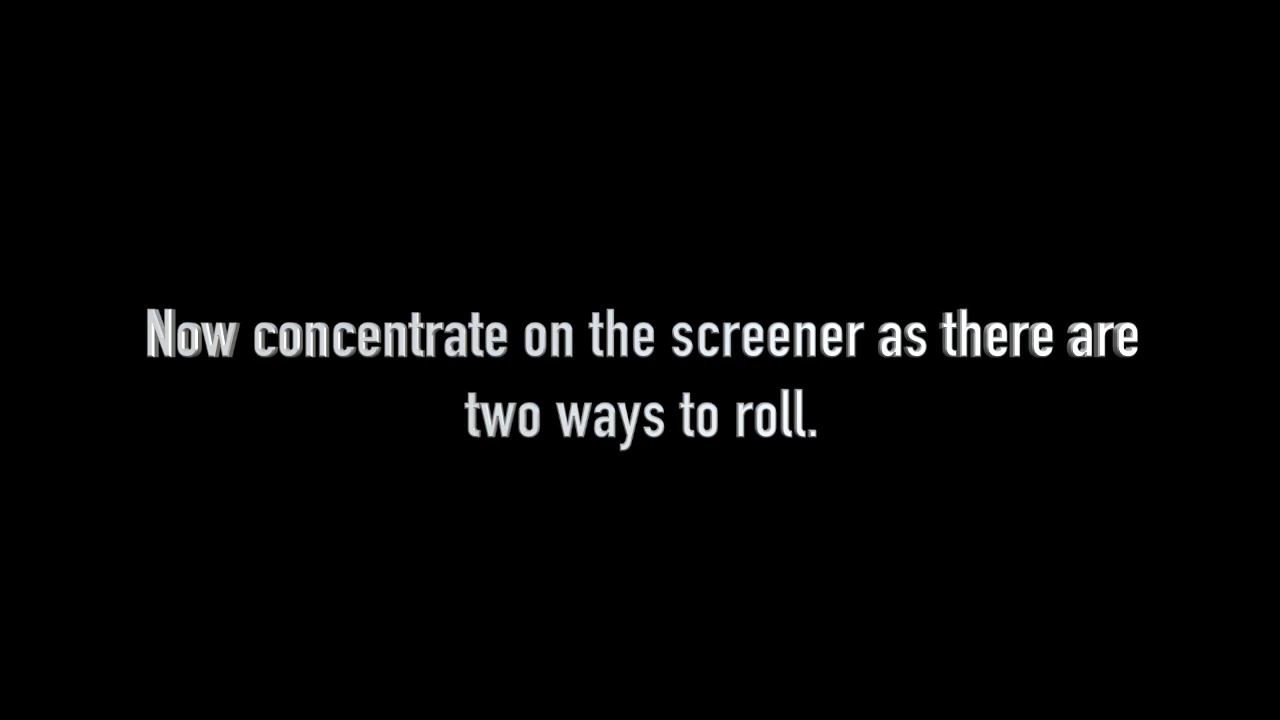 Now concentrate on the screener as there are
two ways to roll.